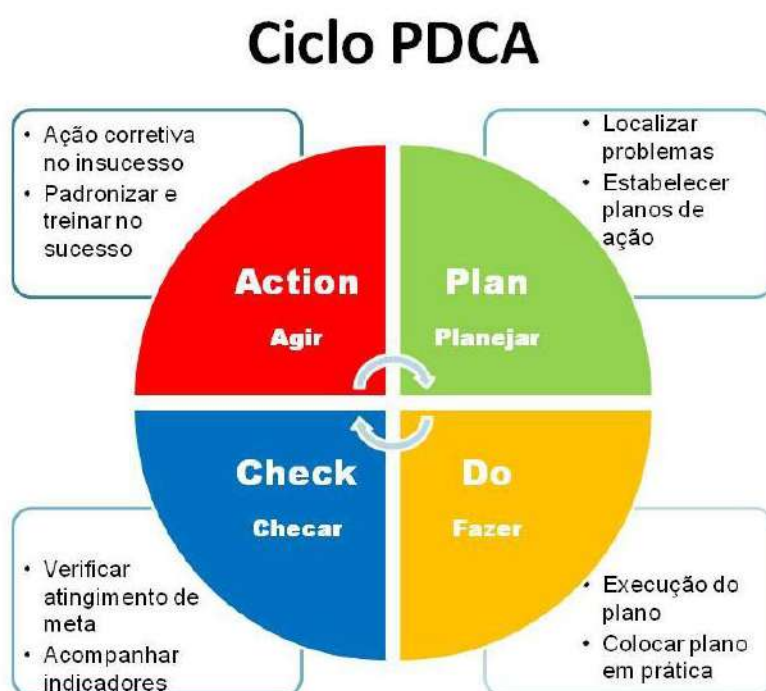 Ciclo PDCA
• Ação corretiva
no insucesso
• Padronizar e
treinar no
sucesso
• Localizar
problemas
• Estabelecer
planos de
ação
Action
Agir
Plan
Planejar
Check
Checar
Do
Fazer
• Verificar
atingimento de
meta
• Acompanhar
indicadores
• Execução do
plano
• Colocar plano
em prática